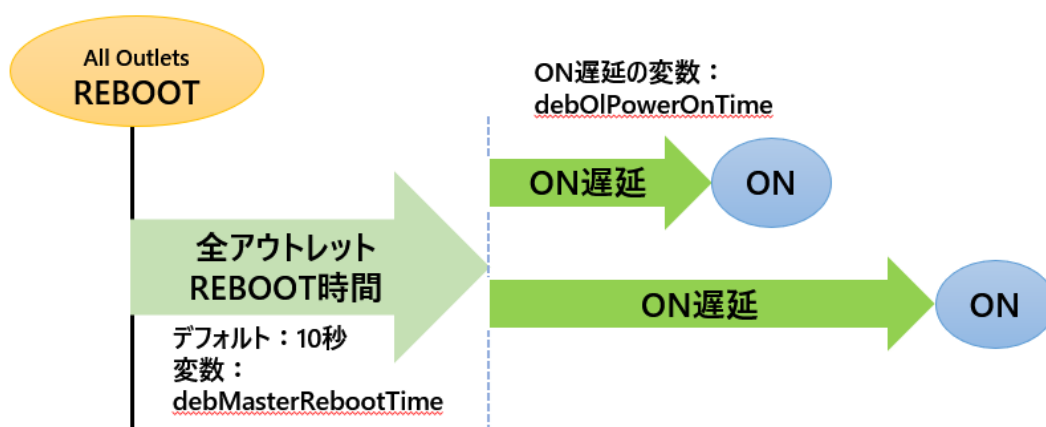 All Outlets
REBOOT
ON遅延の変数：
debOlPowerOnTime
ON遅延
ON
全アウトレット
REBOOT時間
ON遅延
ON
デフォルト：10秒
変数：
debMasterRebootTime